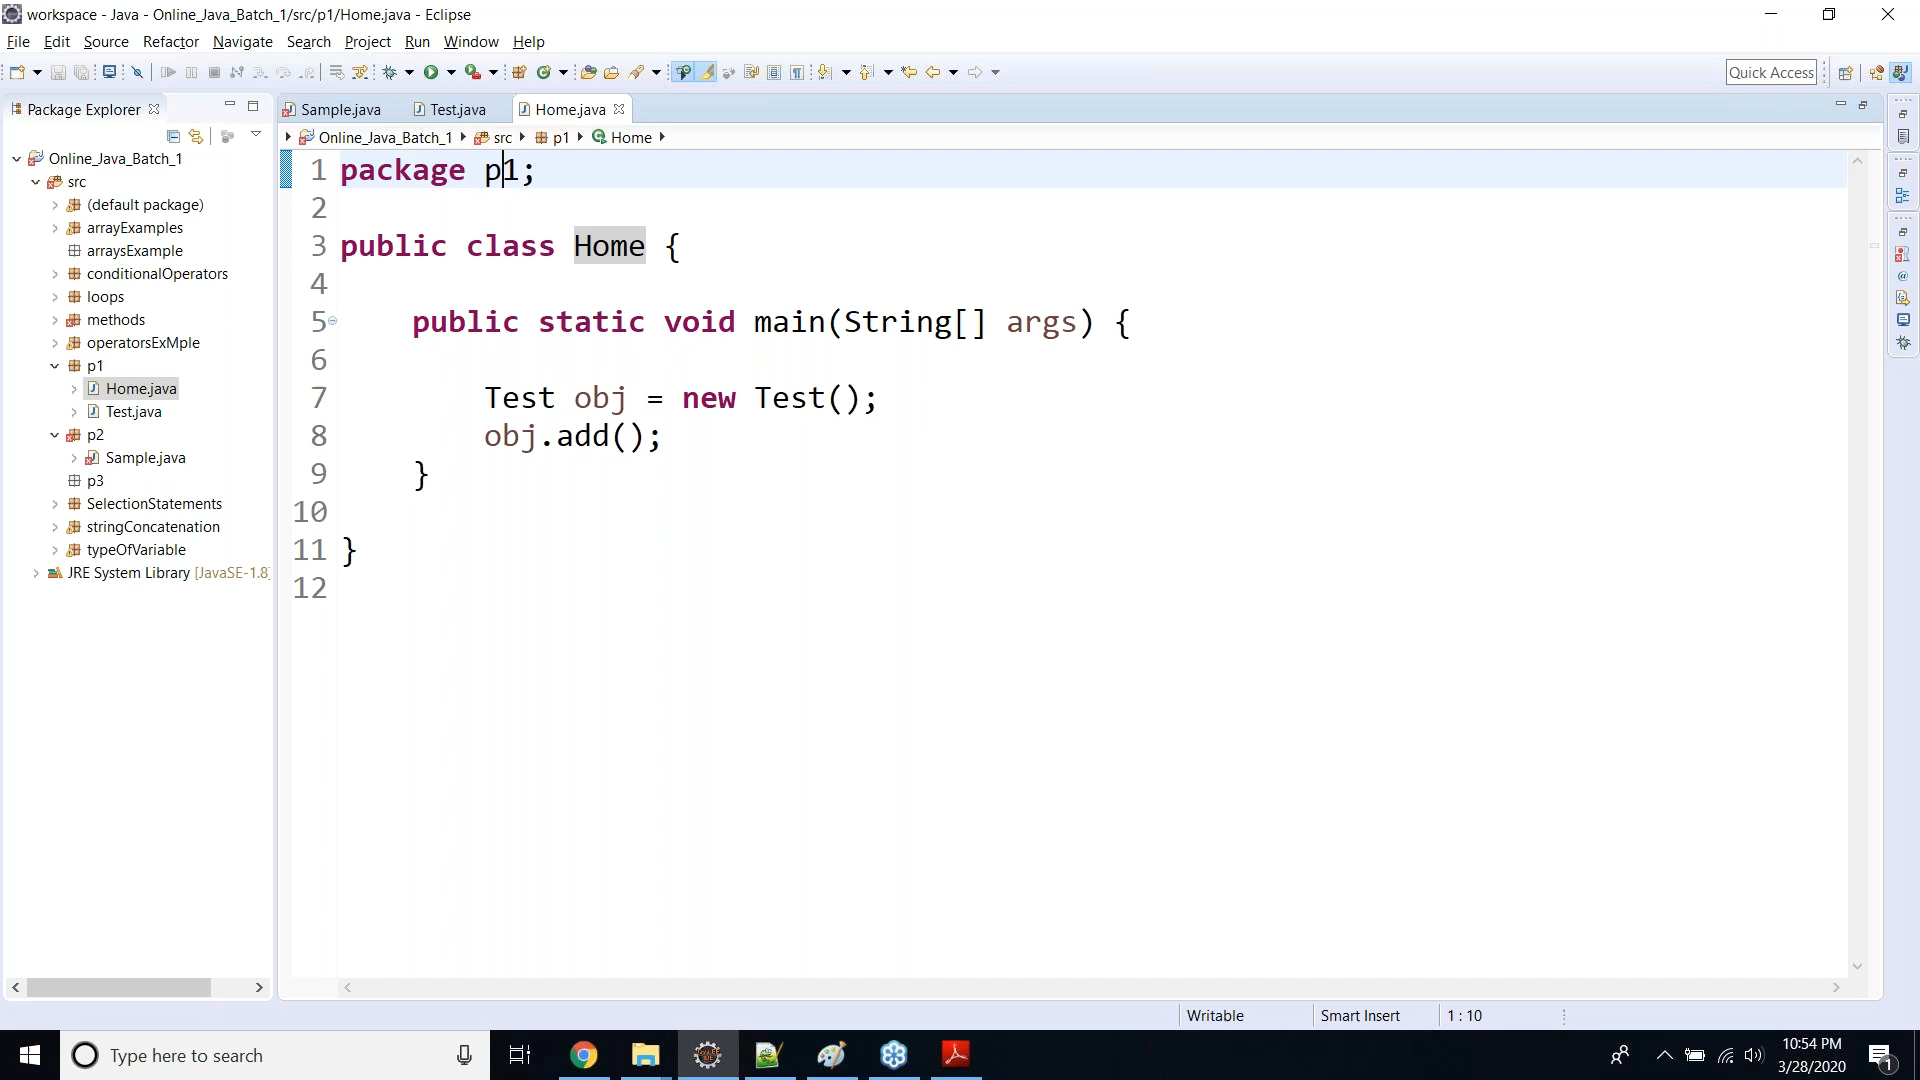 workspace - Java - Online_Java_Batch_1/src/p1/Home.java - Eclipse
File Edit Source Refactor Navigate Search Project Run Window Help
Quick Access
Package Explorer
Sample.java Test.java Home.java
Online_Java_Batch_1 src p1 Home
Online_Java_Batch_1
src
(default package)
arrayExamples
arraysExample
conditionalOperators
loops
methods
operatorsExMple
p1
Home.java
Test.java
p2
Sample.java
p3
SelectionStatements
stringConcatenation
typeOfVariable
JRE System Library [JavaSE-1.8]
1 package p1;
2
3 public class Home {
4
5 public static void main(String[] args) {
6
7 Test obj = new Test();
8 obj.add();
9 }
10
11 }
12
Writable Smart Insert 1 : 10
Type here to search
10:54 PM
3/28/2020
1